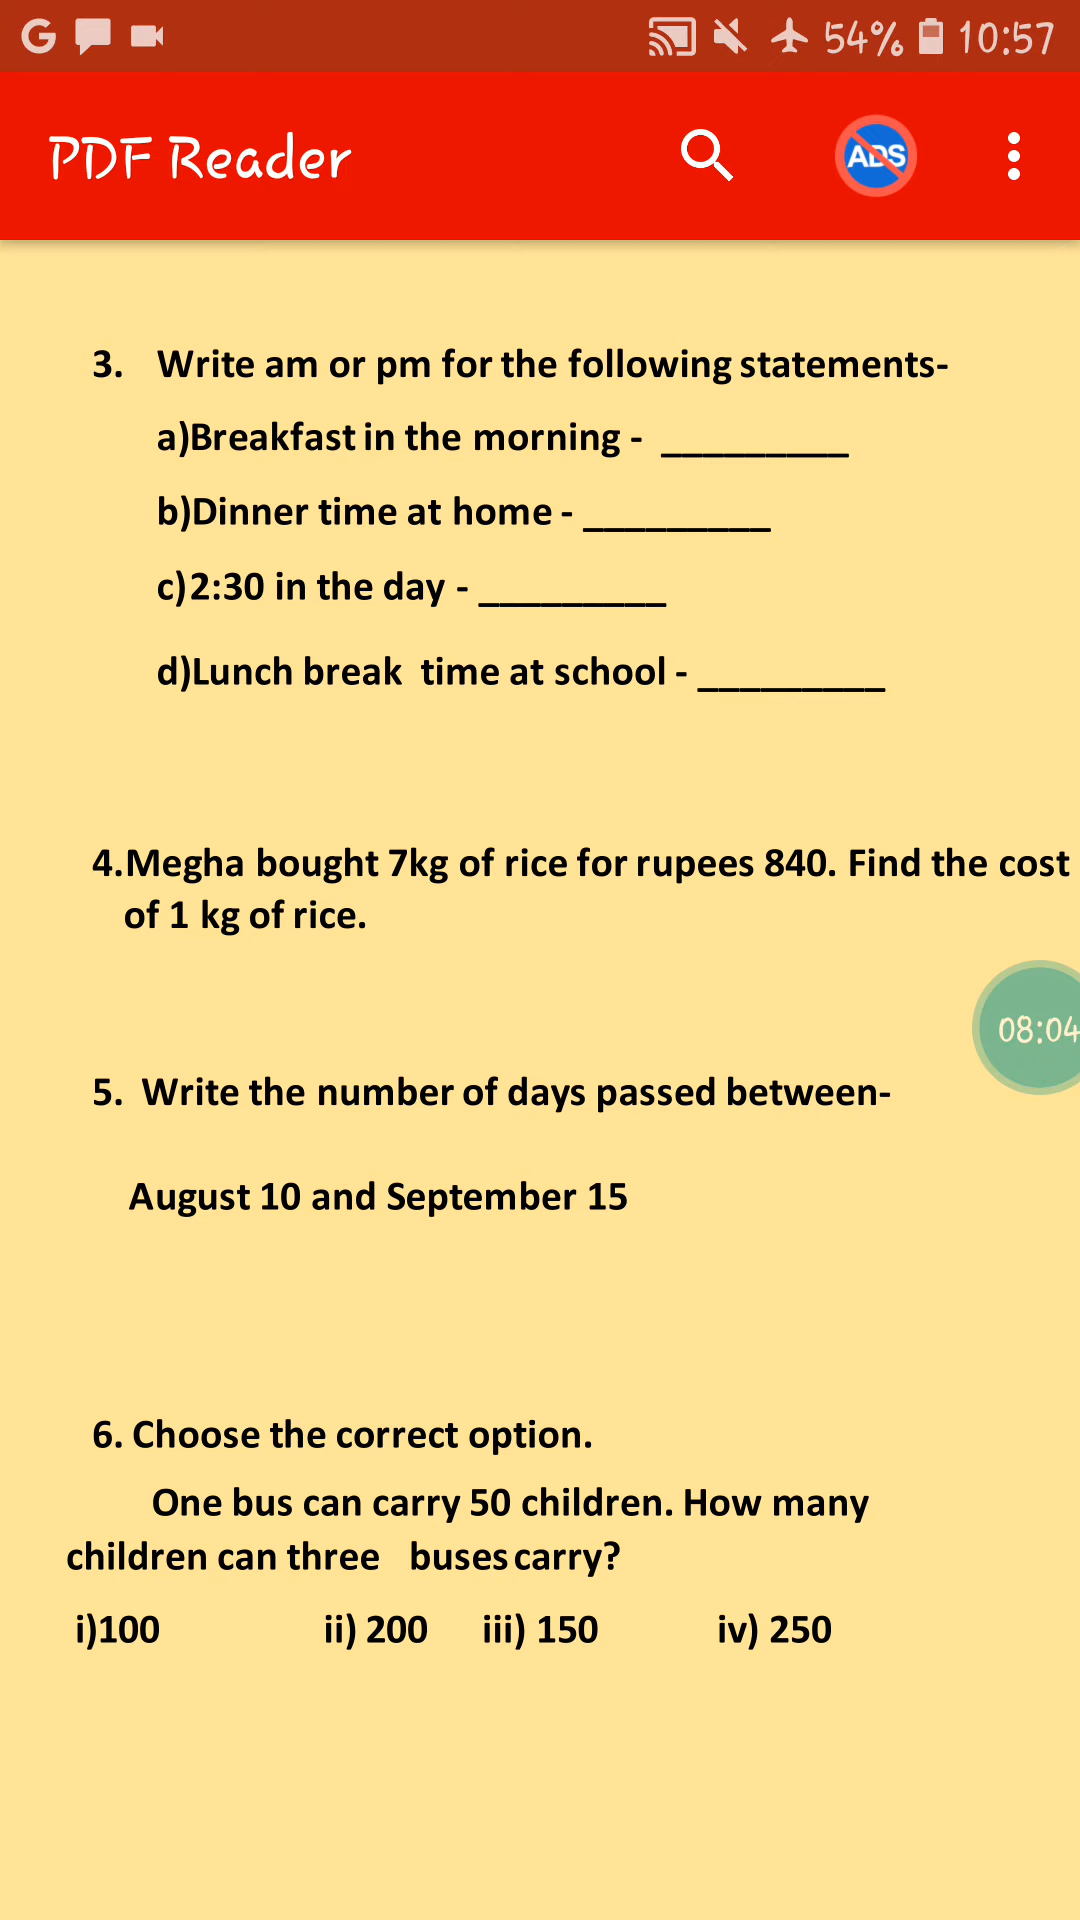 G 54% 10:57
PDF Reader ADS
3. Write am or pm for the following statements-
a)Breakfast in the morning - _________
b)Dinner time at home - _________
c)2:30 in the day - _________
d)Lunch break time at school - _________
4.Megha bought 7kg of rice for rupees 840. Find the cost
of 1 kg of rice.
08:04
5. Write the number of days passed between-
August 10 and September 15
6. Choose the correct option.
One bus can carry 50 children. How many
children can three buses carry?
i)100 ii) 200 iii) 150 iv) 250